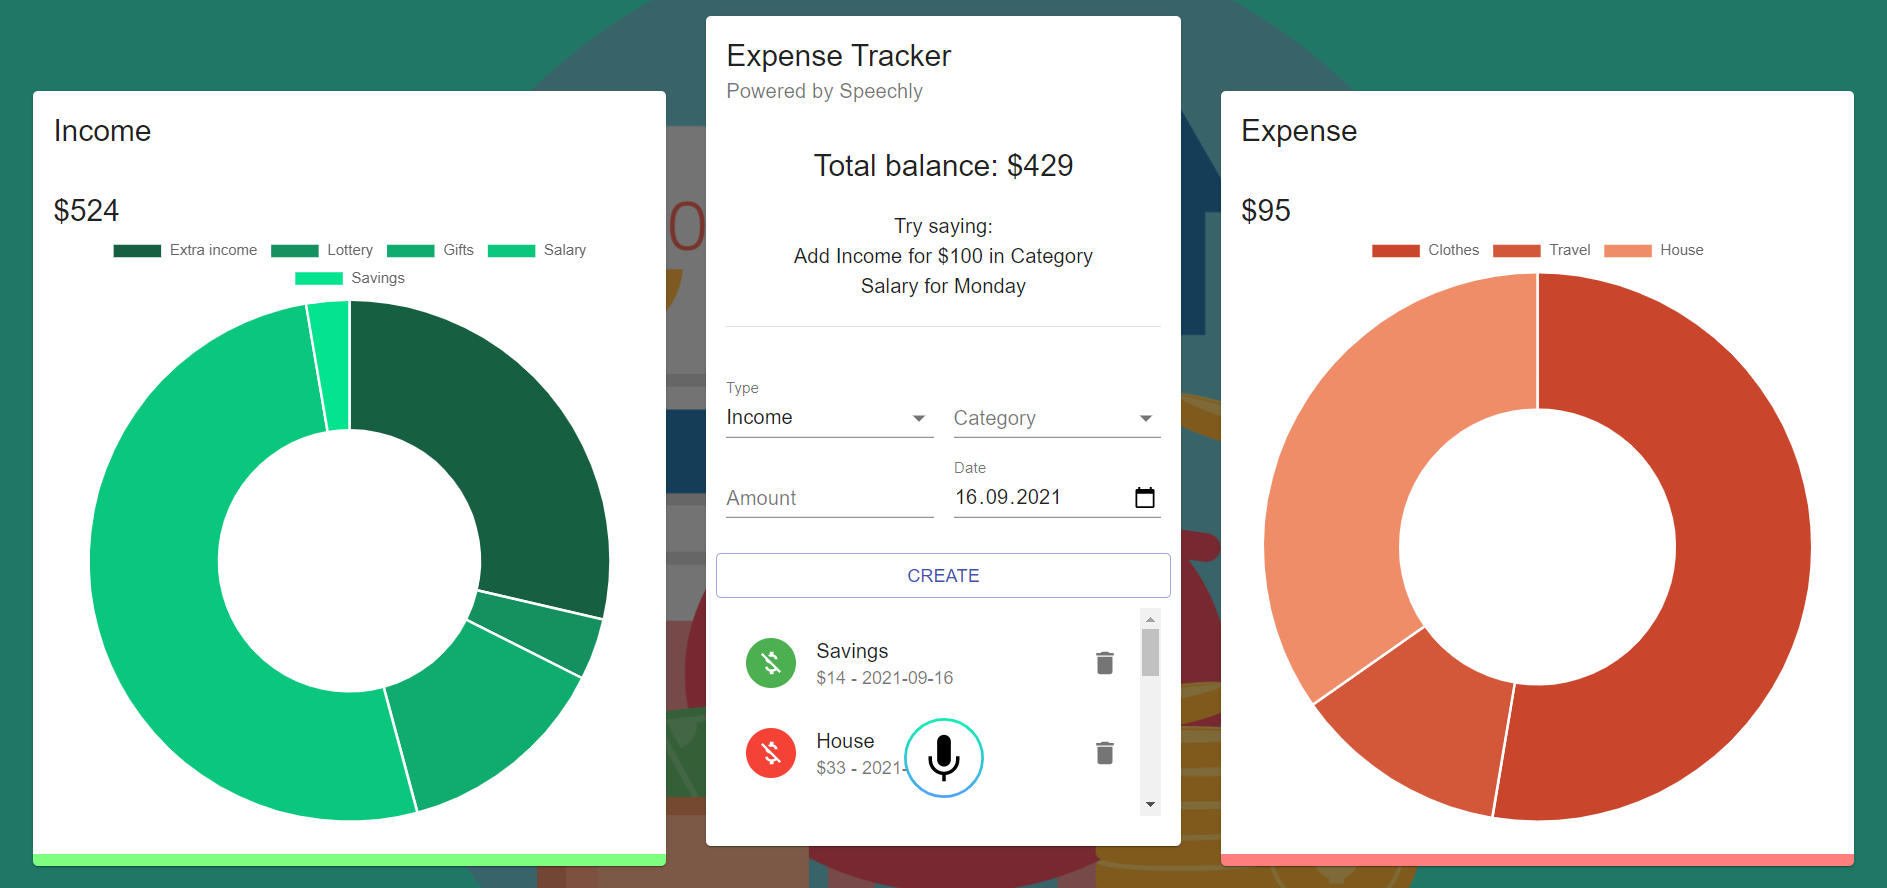 Income
$524
Extra income Lottery Gifts Salary
Savings
Expense Tracker
Powered by Speechly
Total balance: $429
Try saying:
Add Income for $100 in Category
Salary for Monday
Type
Income
Category
Amount
Date
16.09.2021
CREATE
Savings
$14 - 2021-09-16
House
$33 - 2021-
Expense
$95
Clothes Travel House
0